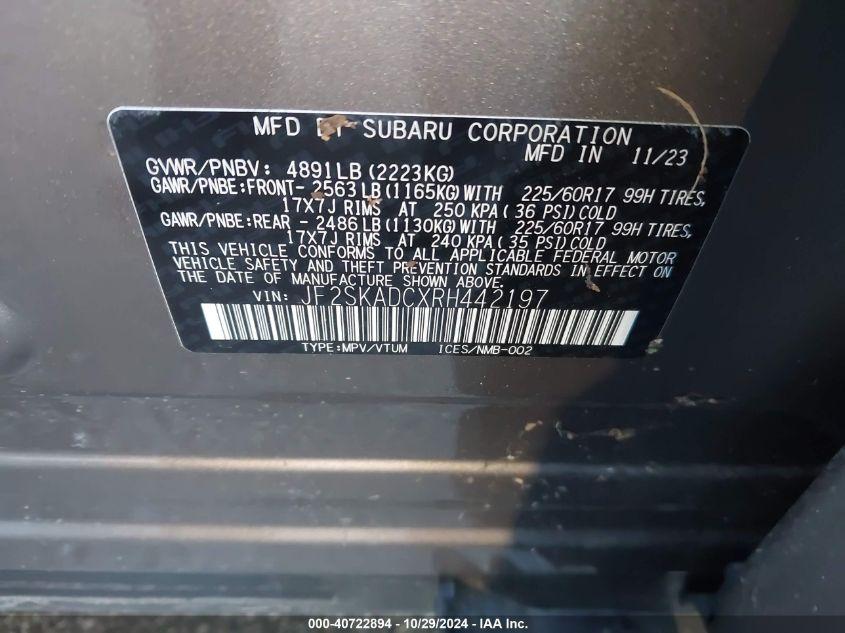 MFD BY SUBARU CORPORATION
MFD IN 11/23
GVWR/PNBV: 4891LB (2223KG)
GAWR/PNBE:FRONT- 2563LB(1165KG)WITH 225/60R17 99H TIRES,
17X7J RIMS AT 250 KPA( 36 PSI)COLD
GAWR/PNBE:REAR - 2486LB(1130KG)WITH 225/60R17 99H TIRES,
17X7J RIMS AT 240 KPA( 35 PSI)COLD
THIS VEHICLE CONFORMS TO ALL APPLICABLE FEDERAL MOTOR
VEHICLE SAFETY AND THEFT PREVENTION STANDARDS IN EFFECT ON
THE DATE OF MANUFACTURE SHOWN ABOVE.
VIN: JF2SKADCXRH442197
TYPE:MPV/VTUM ICES/NMB-002
000-40722894 - 10/29/2024 - IAA Inc.